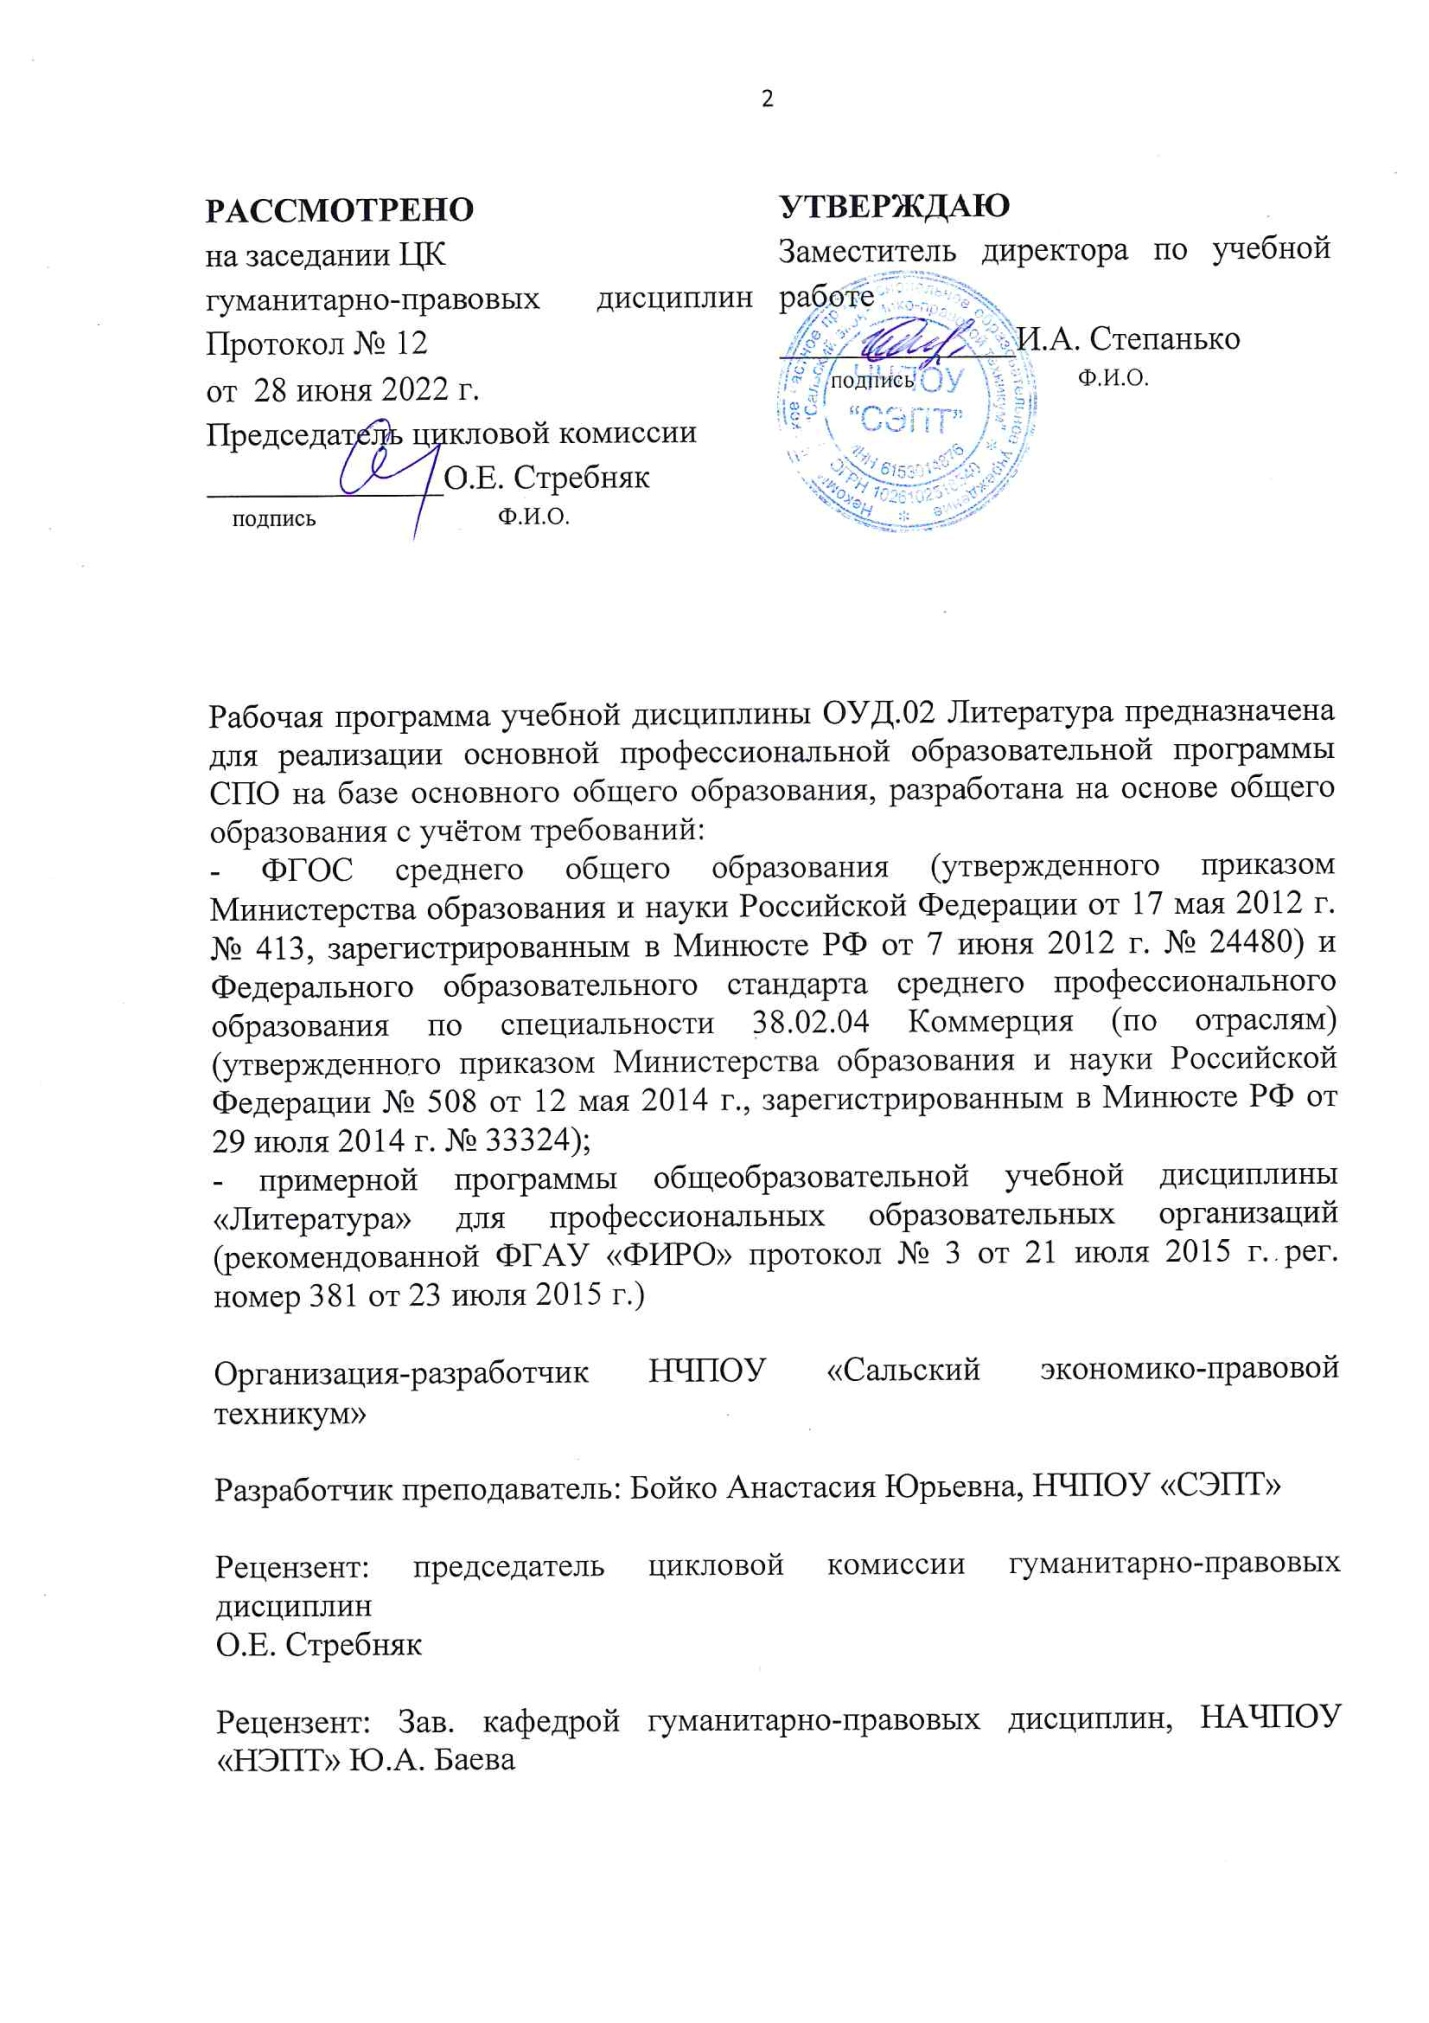 2
РАССМОТРЕНО
на заседании ЦК
гуманитарно-правовых дисциплин
Протокол № 12
от 28 июня 2022 г.
Председатель цикловой комиссии
О.Е. Стребняк
подпись Ф.И.О.
УТВЕРЖДАЮ
Заместитель директора по учебной
работе
И.А. Степанько
подпись Ф.И.О.
"СЭПТ"
Рабочая программа учебной дисциплины ОУД.02 Литература предназначена
для реализации основной профессиональной образовательной программы
СПО на базе основного общего образования, разработана на основе общего
образования с учётом требований:
- ФГОС среднего общего образования (утвержденного приказом
Министерства образования и науки Российской Федерации от 17 мая 2012 г.
№ 413, зарегистрированным в Минюсте РФ от 7 июня 2012 г. № 24480) и
Федерального образовательного стандарта среднего профессионального
образования по специальности 38.02.04 Коммерция (по отраслям)
(утвержденного приказом Министерства образования и науки Российской
Федерации № 508 от 12 мая 2014 г., зарегистрированным в Минюсте РФ от
29 июля 2014 г. № 33324);
- примерной программы общеобразовательной учебной дисциплины
«Литература» для профессиональных образовательных организаций
(рекомендованной ФГАУ «ФИРО» протокол № 3 от 21 июля 2015 г. рег.
номер 381 от 23 июля 2015 г.)
Организация-разработчик НЧПОУ «Сальский экономико-правовой
техникум»
Разработчик преподаватель: Бойко Анастасия Юрьевна, НЧПОУ «СЭПТ»
Рецензент: председатель цикловой комиссии гуманитарно-правовых
дисциплин
О.Е. Стребняк
Рецензент: Зав. кафедрой гуманитарно-правовых дисциплин, НАЧПОУ
«НЭПТ» Ю.А. Баева